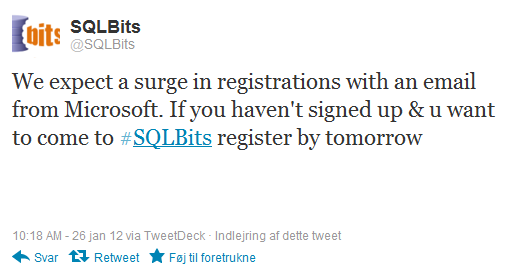 bits
SQLBits
@SQLBits
We expect a surge in registrations with an email
from Microsoft. If you haven't signed up & u want
to come to #SQLBits register by tomorrow
10:18 AM - 26 jan 12 via TweetDeck · Indlejring af dette tweet
Svar Retweet Føj til foretrukne